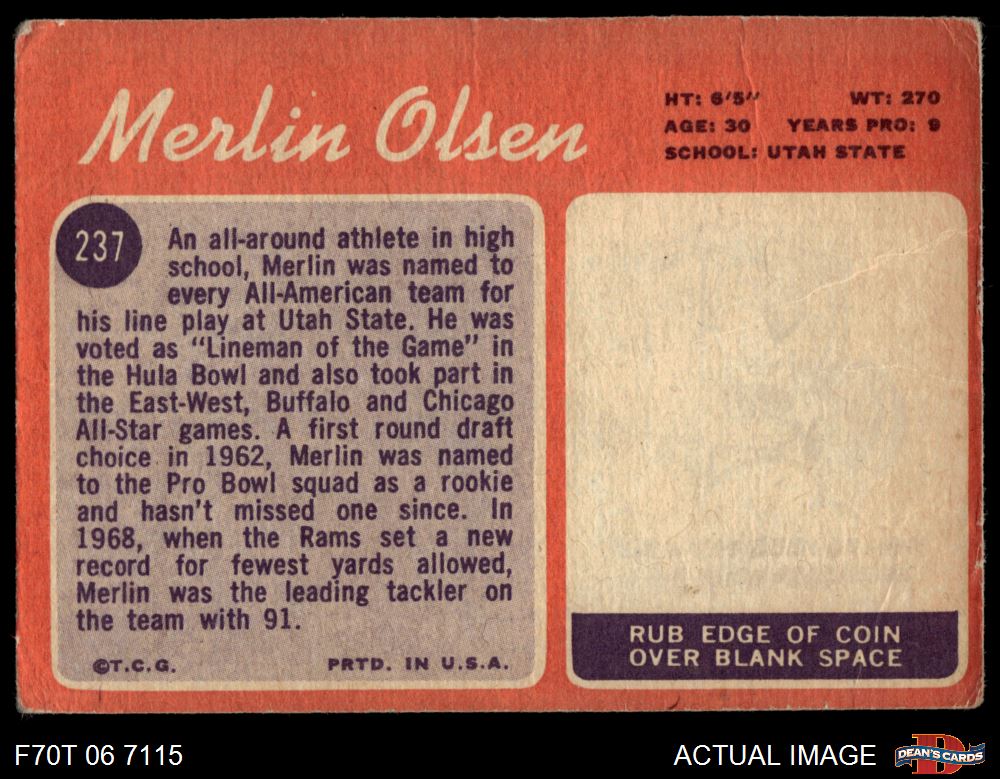 Merlin Olsen
HT: 6'5" WT: 270
AGE: 30 YEARS PRO: 9
SCHOOL: UTAH STATE
237
An all-around athlete in high
school, Merlin was named to
every All-American team for
his line play at Utah State. He was
voted as "Lineman of the Game" in
the Hula Bowl and also took part in
the East-West, Buffalo and Chicago
All-Star games. A first round draft
choice in 1962, Merlin was named
to the Pro Bowl squad as a rookie
and hasn't missed one since. In
1968, when the Rams set a new
record for fewest yards allowed,
Merlin was the leading tackler on
the team with 91.
©T.C.G. PRTD. IN U.S.A.
RUB EDGE OF COIN
OVER BLANK SPACE
F70T 06 7115
ACTUAL IMAGE
DEAN'S CARDS